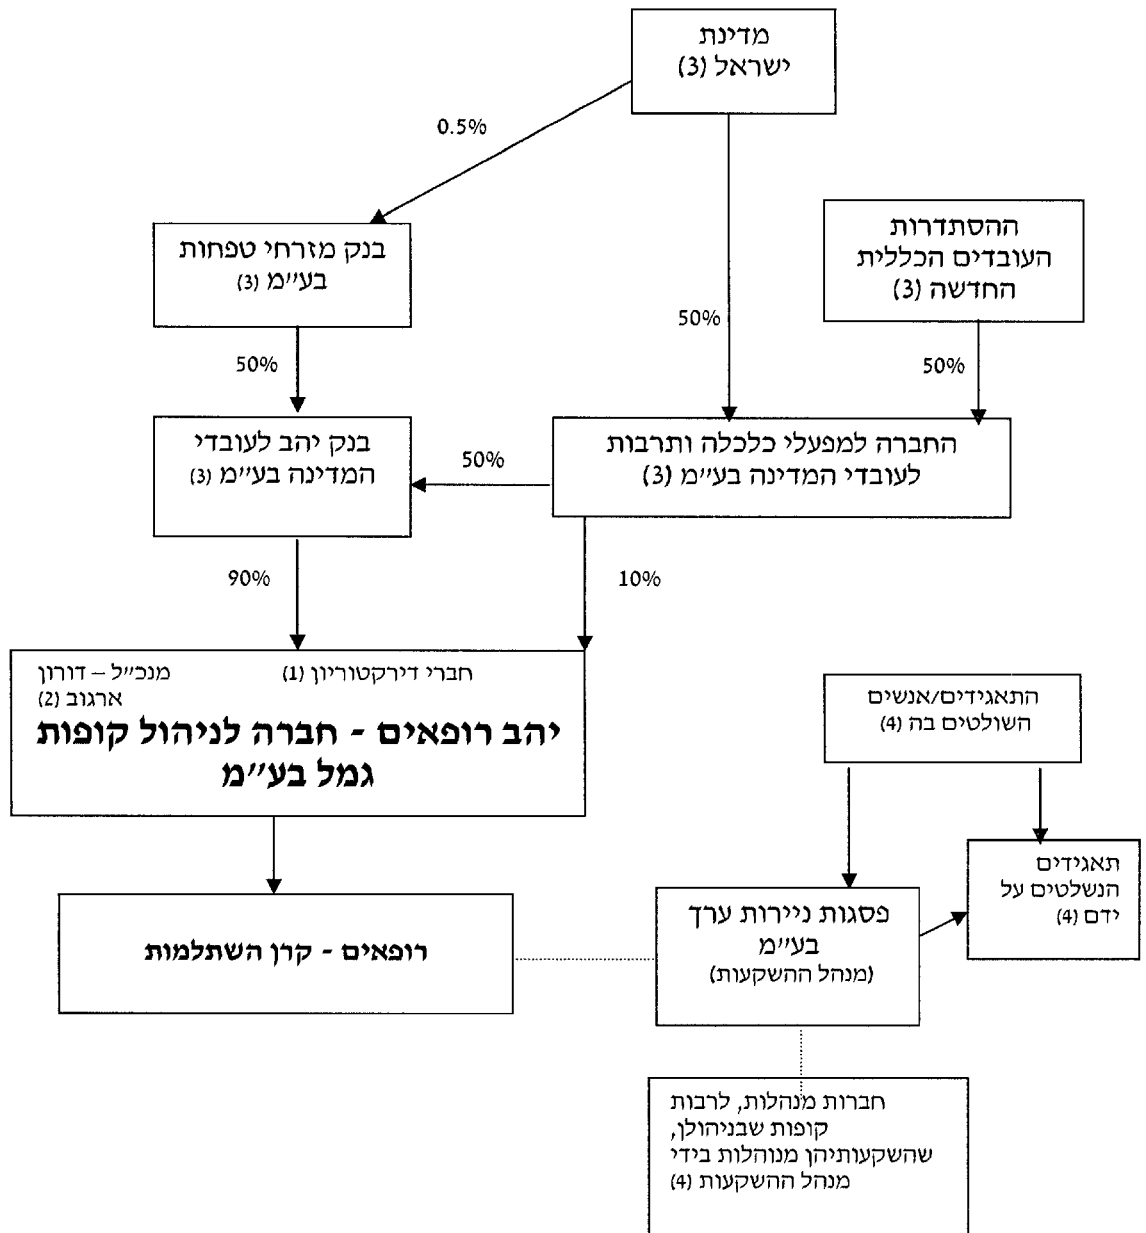 מדינת
ישראל (3)
0.5%
בנק מזרחי טפחות
בע״מ (3)
ההסתדרות
העובדים הכללית
החדשה (3)
50%
50%
50%
בנק יהב לעובדי
המדינה בע״מ (3)
50%
החברה למפעלי כלכלה ותרבות
לעובדי המדינה בע״מ (3)
90%
10%
חברי דירקטוריון (1)
מנכ״ל – דורון
ארגוב (2)
יהב רופאים - חברה לניהול קופות
גמל בע״מ
התאגידים/אנשים
השולטים בה (4)
תאגידים
הנשלטים על
ידם (4)
רופאים - קרן השתלמות
פסגות ניירות ערך
בע״מ
(מנהל ההשקעות)
חברות מנהלות, לרבות
קופות שבניהולן,
שהשקעותיהן מנוהלות בידי
מנהל ההשקעות (4)